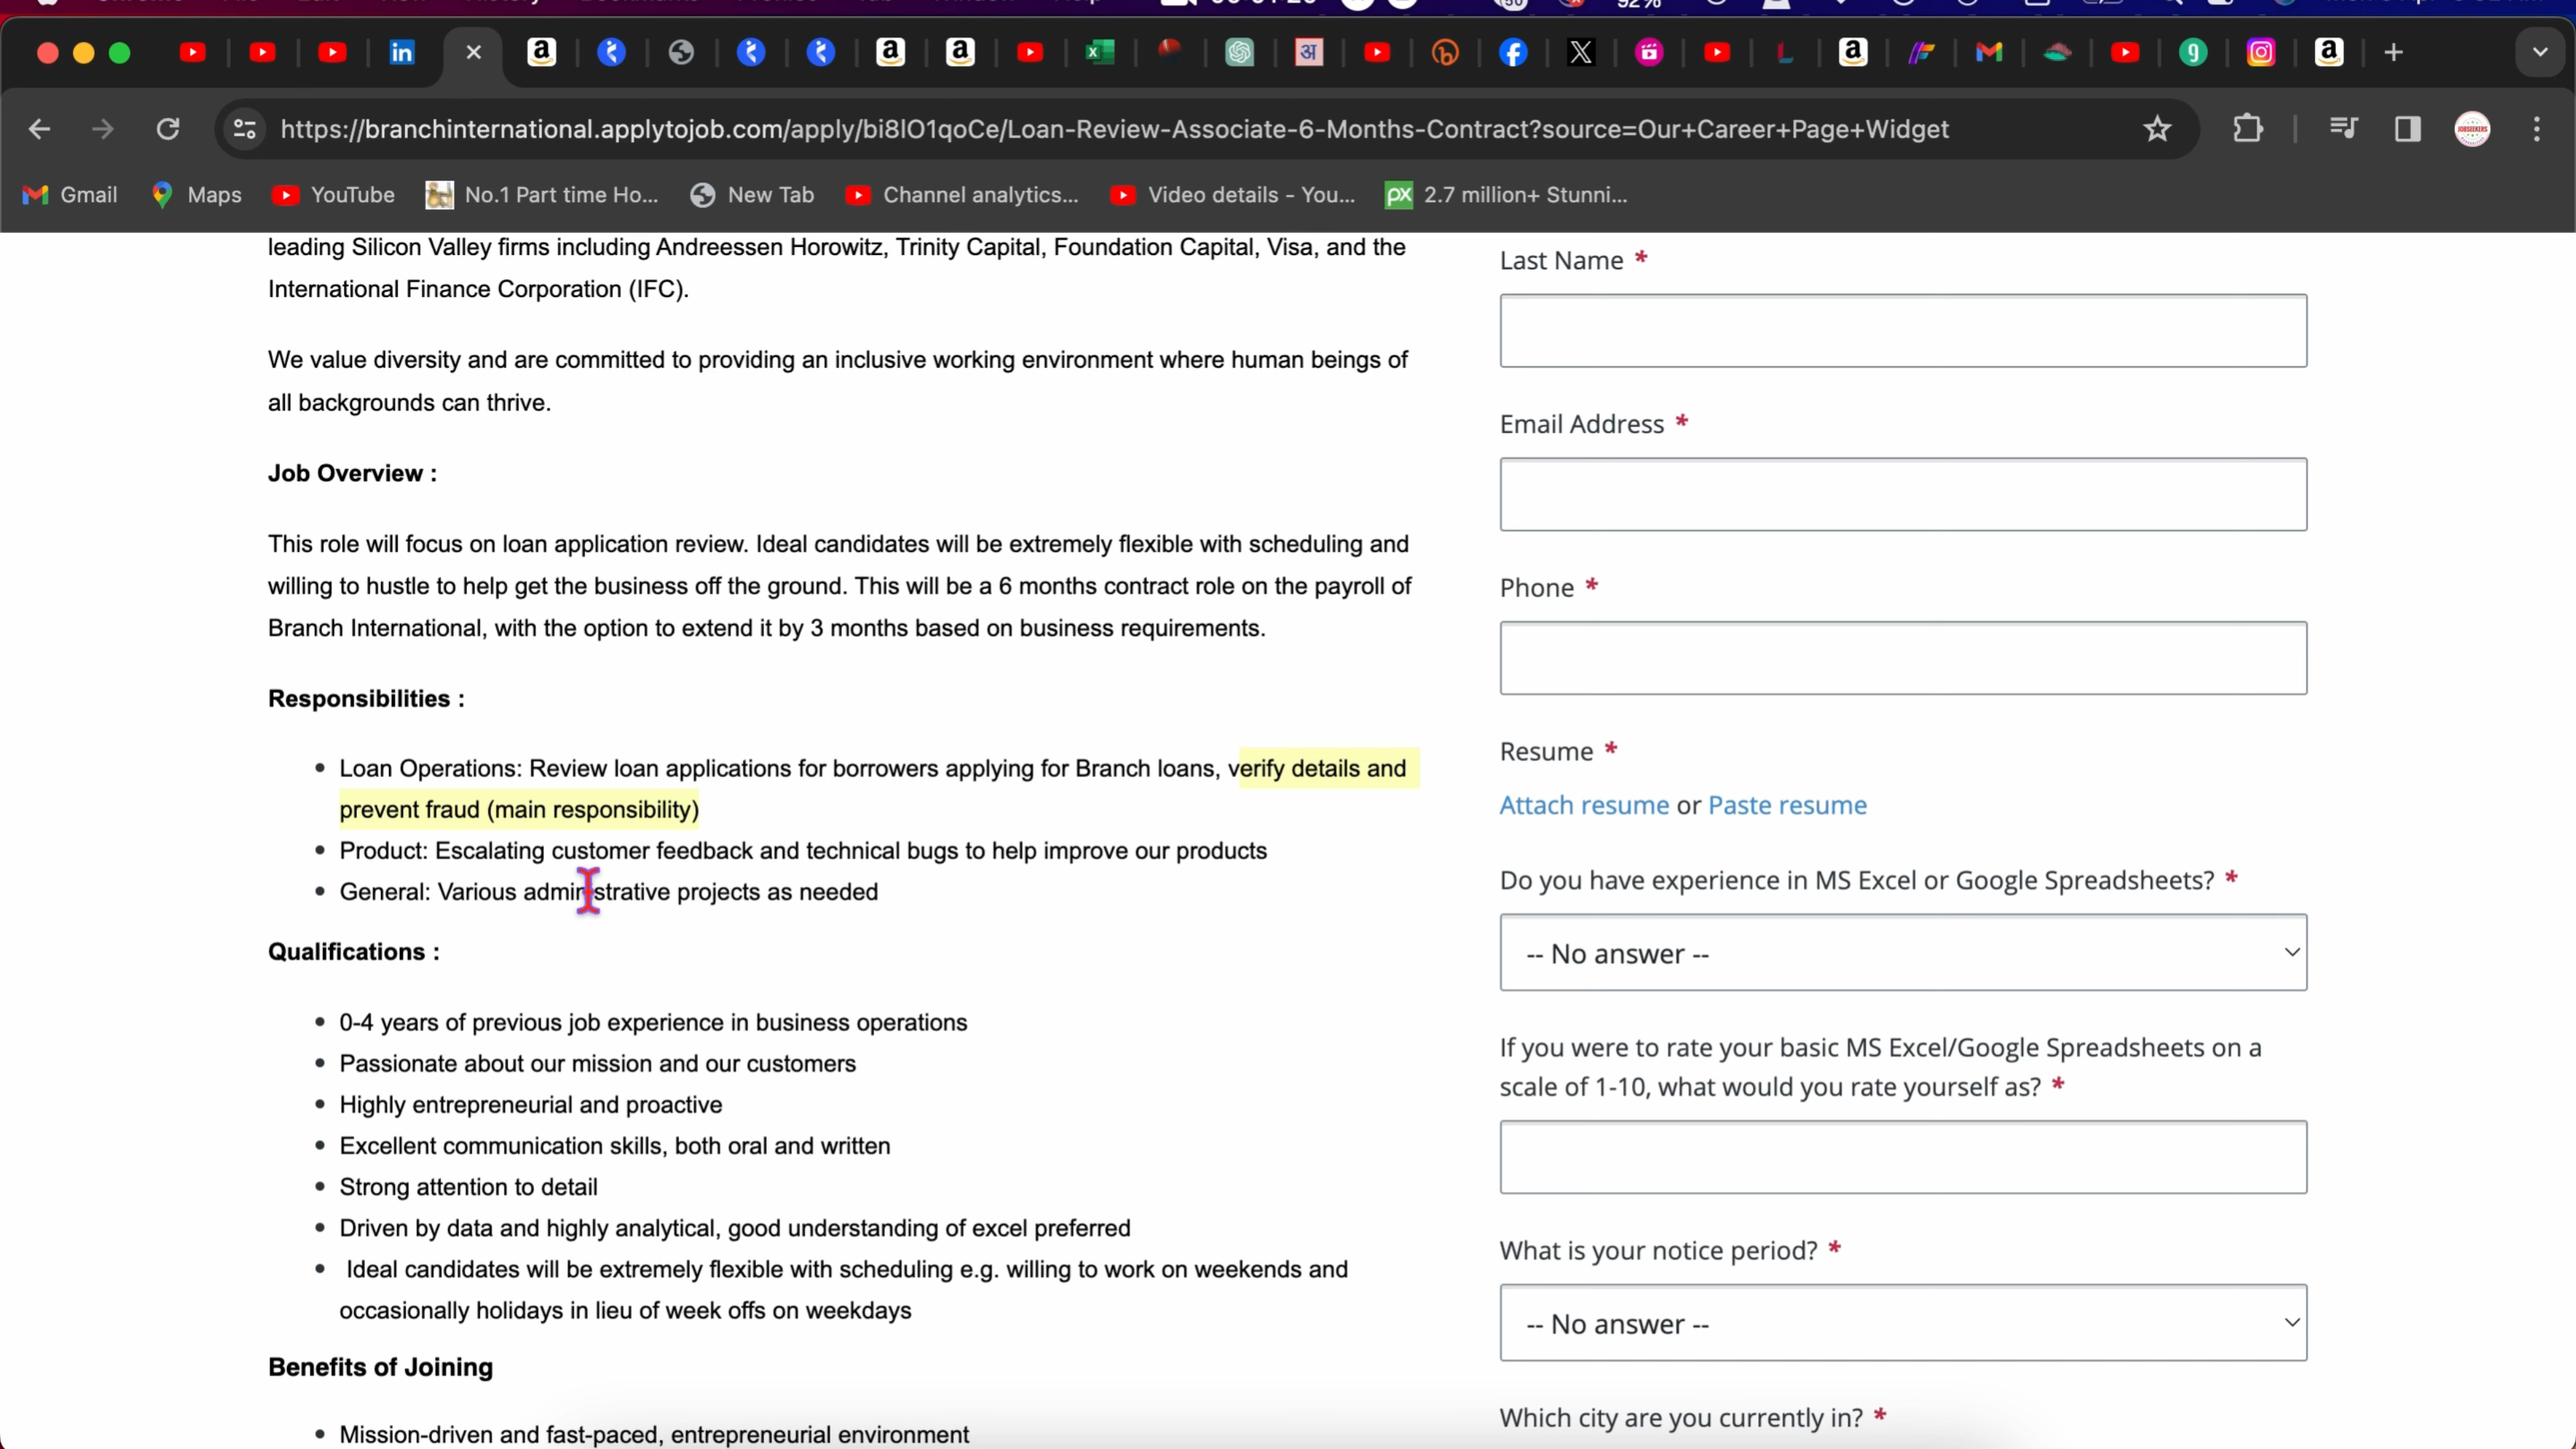 https://branchinternational.applytojob.com/apply/bi8lO1qoCe/Loan-Review-Associate-6-Months-Contract?source=Our+Career+Page+Widget
Gmail Maps YouTube No.1 Part time Ho... New Tab Channel analytics... Video details - You... 2.7 million+ Stunni...
leading Silicon Valley firms including Andreessen Horowitz, Trinity Capital, Foundation Capital, Visa, and the
International Finance Corporation (IFC).
We value diversity and are committed to providing an inclusive working environment where human beings of
all backgrounds can thrive.
Job Overview :
This role will focus on loan application review. Ideal candidates will be extremely flexible with scheduling and
willing to hustle to help get the business off the ground. This will be a 6 months contract role on the payroll of
Branch International, with the option to extend it by 3 months based on business requirements.
Responsibilities :
• Loan Operations: Review loan applications for borrowers applying for Branch loans, verify details and
prevent fraud (main responsibility)
• Product: Escalating customer feedback and technical bugs to help improve our products
• General: Various administrative projects as needed
Qualifications :
• 0-4 years of previous job experience in business operations
• Passionate about our mission and our customers
• Highly entrepreneurial and proactive
• Excellent communication skills, both oral and written
• Strong attention to detail
• Driven by data and highly analytical, good understanding of excel preferred
• Ideal candidates will be extremely flexible with scheduling e.g. willing to work on weekends and
occasionally holidays in lieu of week offs on weekdays
Benefits of Joining
• Mission-driven and fast-paced, entrepreneurial environment
Last Name *
Email Address *
Phone *
Resume *
Attach resume or Paste resume
Do you have experience in MS Excel or Google Spreadsheets? *
-- No answer --
If you were to rate your basic MS Excel/Google Spreadsheets on a
scale of 1-10, what would you rate yourself as? *
What is your notice period? *
-- No answer --
Which city are you currently in? *